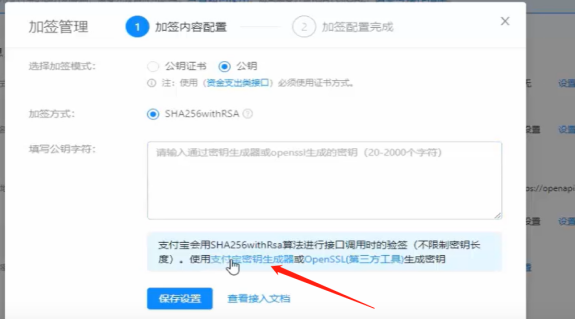 加签管理
1 加签内容配置
2 加签配置完成
选择加签模式:
公钥证书
公钥
注：使用（资金支出类接口）必须使用证书方式。
加签方式:
SHA256withRSA
填写公钥字符:
请输入通过密钥生成器或openssl生成的密钥（20-2000个字符）
支付宝会用SHA256withRsa算法进行接口调用时的验签（不限制密钥长
度）。使用支付宝密钥生成器或OpenSSL(第三方工具)生成密钥
保存设置
查看接入文档
无
设置
设置
ps://openapi
设置